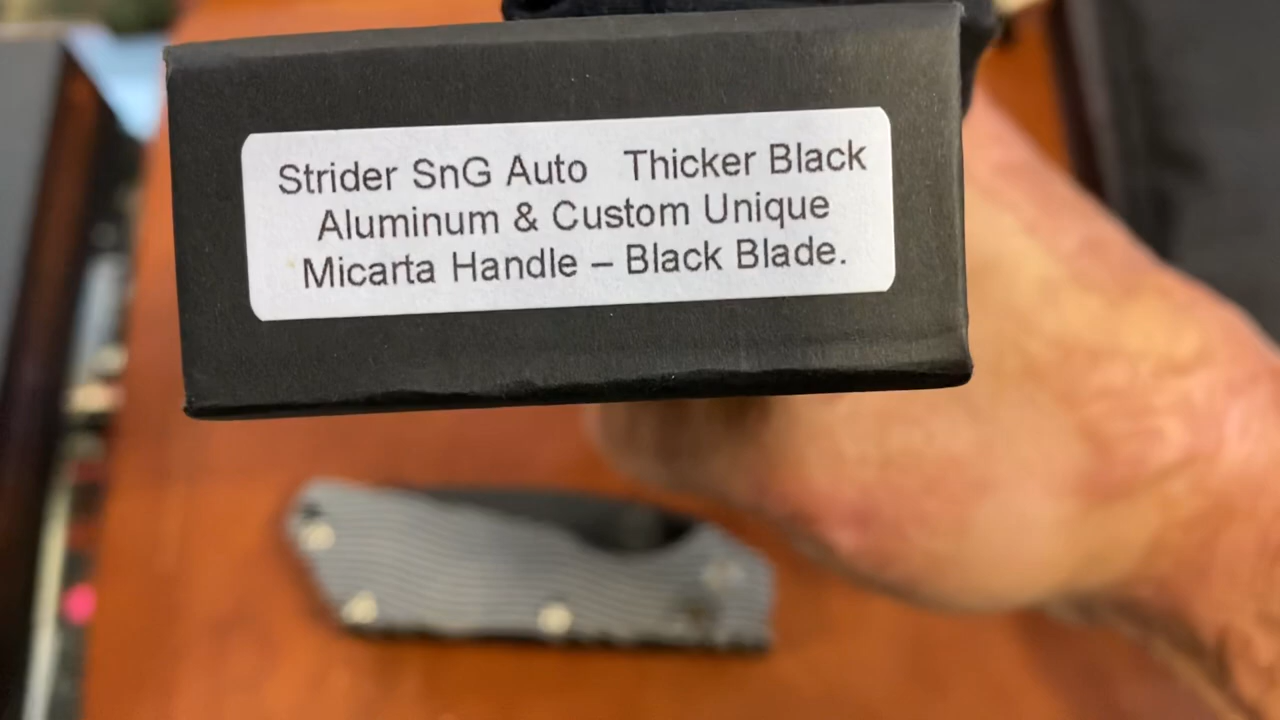 Strider SnG Auto Thicker Black
Aluminum & Custom Unique
Micarta Handle – Black Blade.